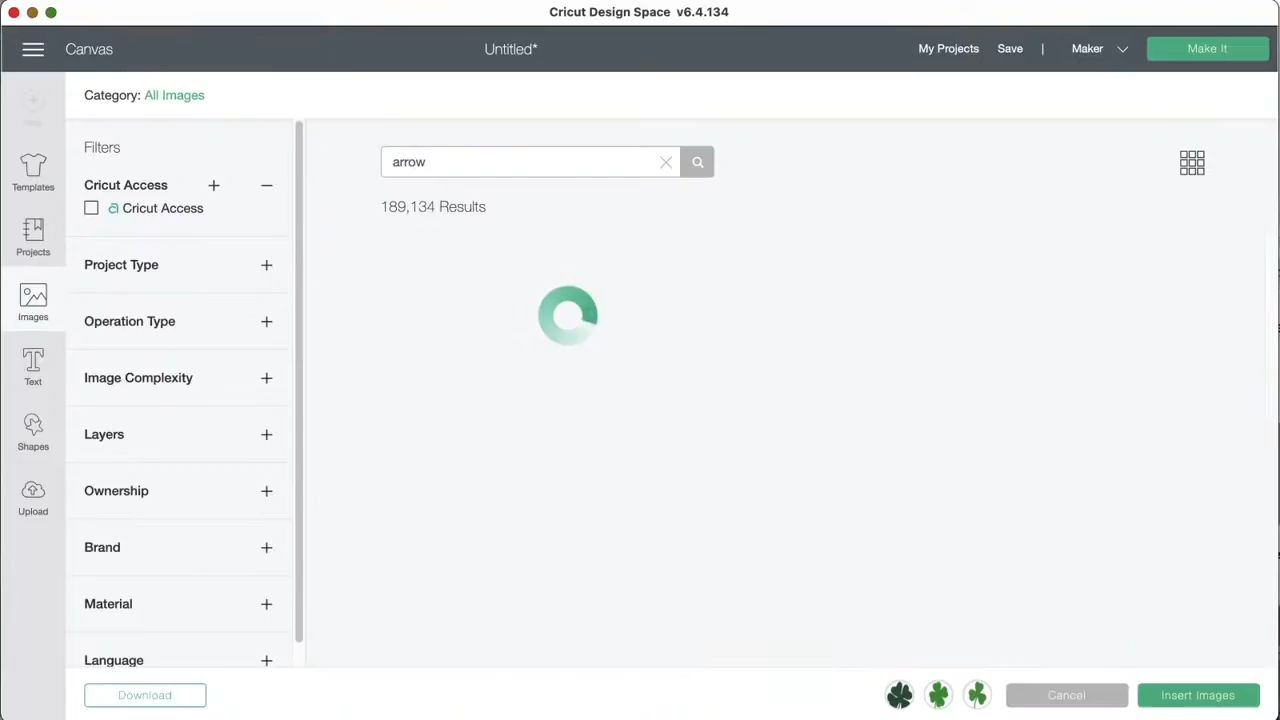 Cricut Design Space v6.4.134
Canvas
Untitled*
My Projects
Save
|
Maker
Make It
Category: All Images
Templates
Projects
Images
Text
Shapes
Upload
Filters
Cricut Access
Cricut Access
Project Type
Operation Type
Image Complexity
Layers
Ownership
Brand
Material
Language
arrow
189,134 Results
Download
Cancel
Insert Images